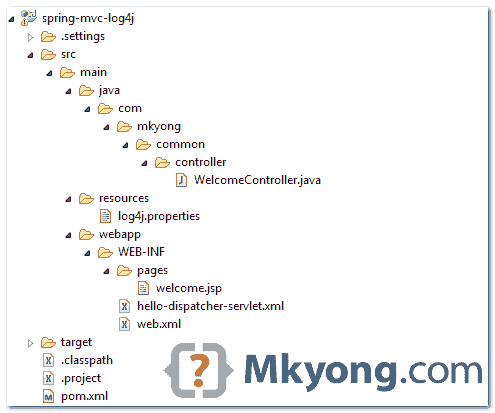 spring-mvc-log4j
.settings
src
main
java
com
mkyong
common
controller
WelcomeController.java
resources
log4j.properties
webapp
WEB-INF
pages
welcome.jsp
hello-dispatcher-servlet.xml
web.xml
target
.classpath
.project
pom.xml
{?} Mkyong.com